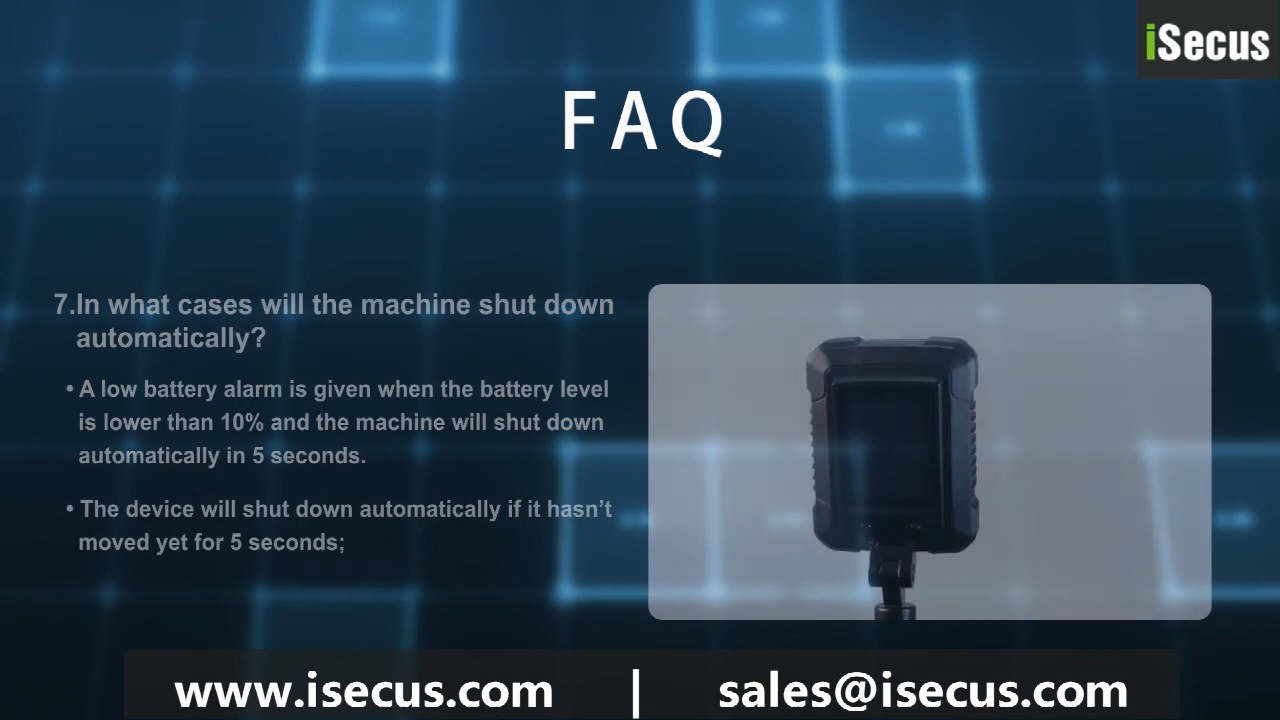 iSecus
FAQ
7.In what cases will the machine shut down
automatically?
• A low battery alarm is given when the battery level
is lower than 10% and the machine will shut down
automatically in 5 seconds.
• The device will shut down automatically if it hasn’t
moved yet for 5 seconds;
www.isecus.com | sales@isecus.com